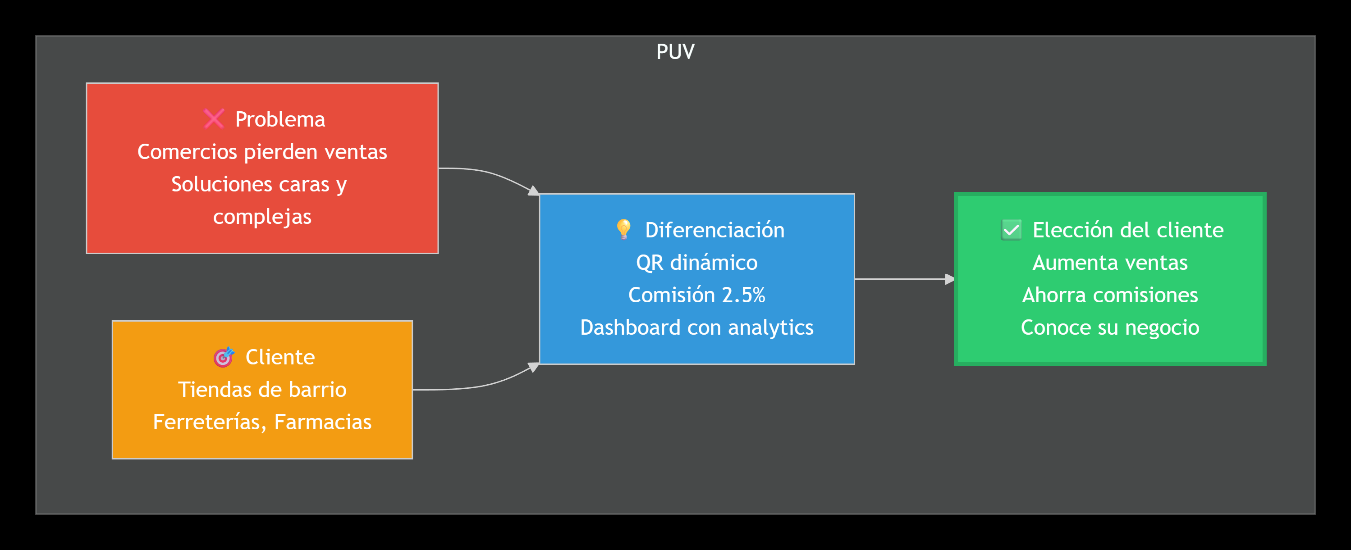 PUV
❌ Problema
Comercios pierden ventas
Soluciones caras y
complejas
🎯 Cliente
Tiendas de barrio
Ferreterías, Farmacias
💡 Diferenciación
QR dinámico
Comisión 2.5%
Dashboard con analytics
✅ Elección del cliente
Aumenta ventas
Ahorra comisiones
Conoce su negocio